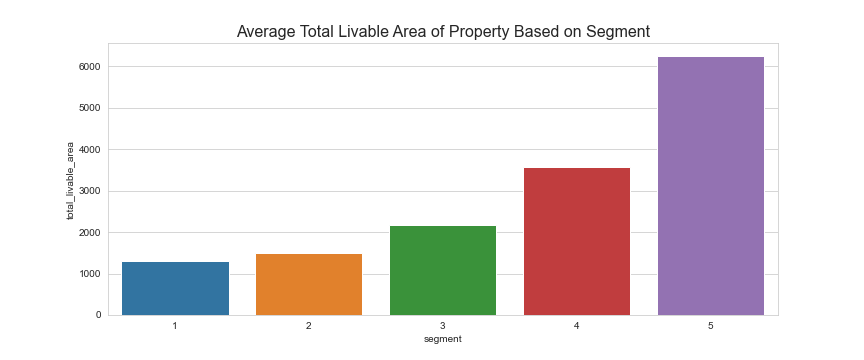 Average Total Livable Area of Property Based on Segment
total_livable_area
6000
5000
4000
3000
2000
1000
0
1 2 3 4 5
segment